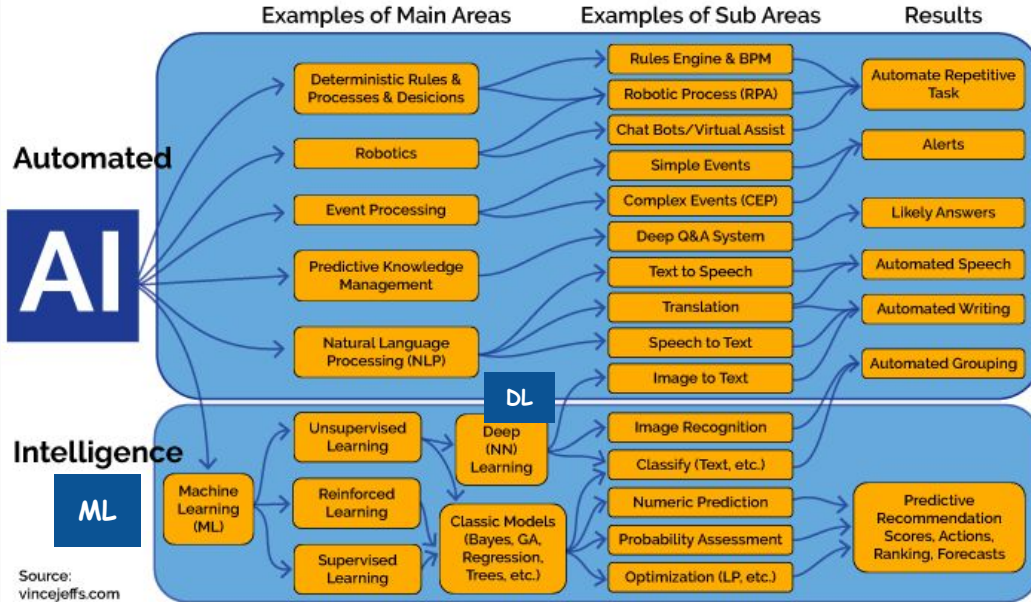 Examples of Main Areas
Examples of Sub Areas
Results
Automated
AI
Deterministic Rules &
Processes & Desicions
Robotics
Event Processing
Predictive Knowledge
Management
Natural Language
Processing (NLP)
Rules Engine & BPM
Robotic Process (RPA)
Chat Bots/Virtual Assist
Simple Events
Complex Events (CEP)
Deep Q&A System
Text to Speech
Translation
Speech to Text
Image to Text
Automate Repetitive
Task
Alerts
Likely Answers
Automated Speech
Automated Writing
Automated Grouping
Intelligence
ML
Machine
Learning
(ML)
Unsupervised
Learning
Reinforced
Learning
Supervised
Learning
DL
Deep
(NN)
Learning
Classic Models
(Bayes, GA,
Regression,
Trees, etc.)
Image Recognition
Classify (Text, etc.)
Numeric Prediction
Probability Assessment
Optimization (LP, etc.)
Predictive
Recommendation
Scores, Actions,
Ranking, Forecasts
Source:
vincejeffs.com